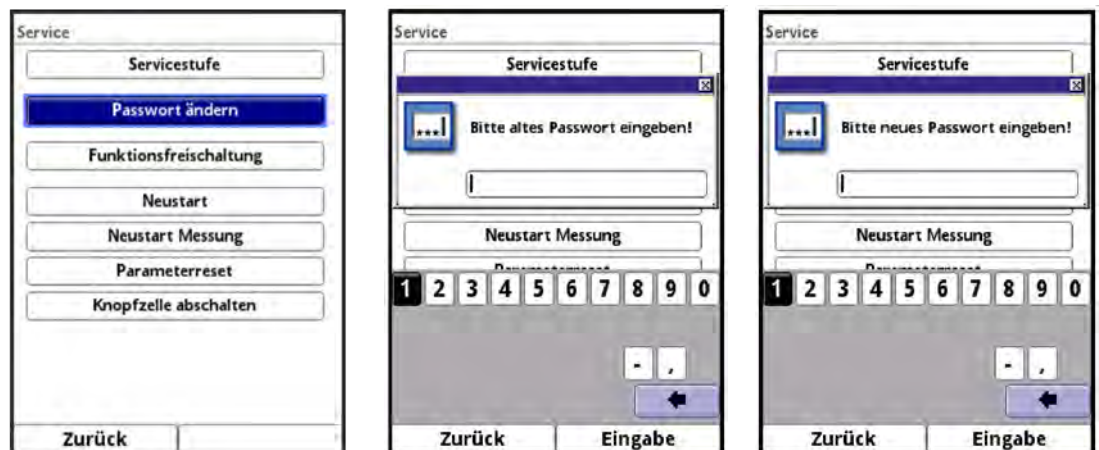 Service
Servicestufe
Passwort ändern
Funktionsfreischaltung
Neustart
Neustart Messung
Parameterreset
Knopfzelle abschalten
Zurück
Service
Servicestufe
...|
Bitte altes Passwort eingeben!
Neustart Messung
Parameterreset
1 2 3 4 5 6 7 8 9 0
- ,
Zurück Eingabe
Service
Servicestufe
...|
Bitte neues Passwort eingeben!
Neustart Messung
Parameterreset
1 2 3 4 5 6 7 8 9 0
- ,
Zurück Eingabe